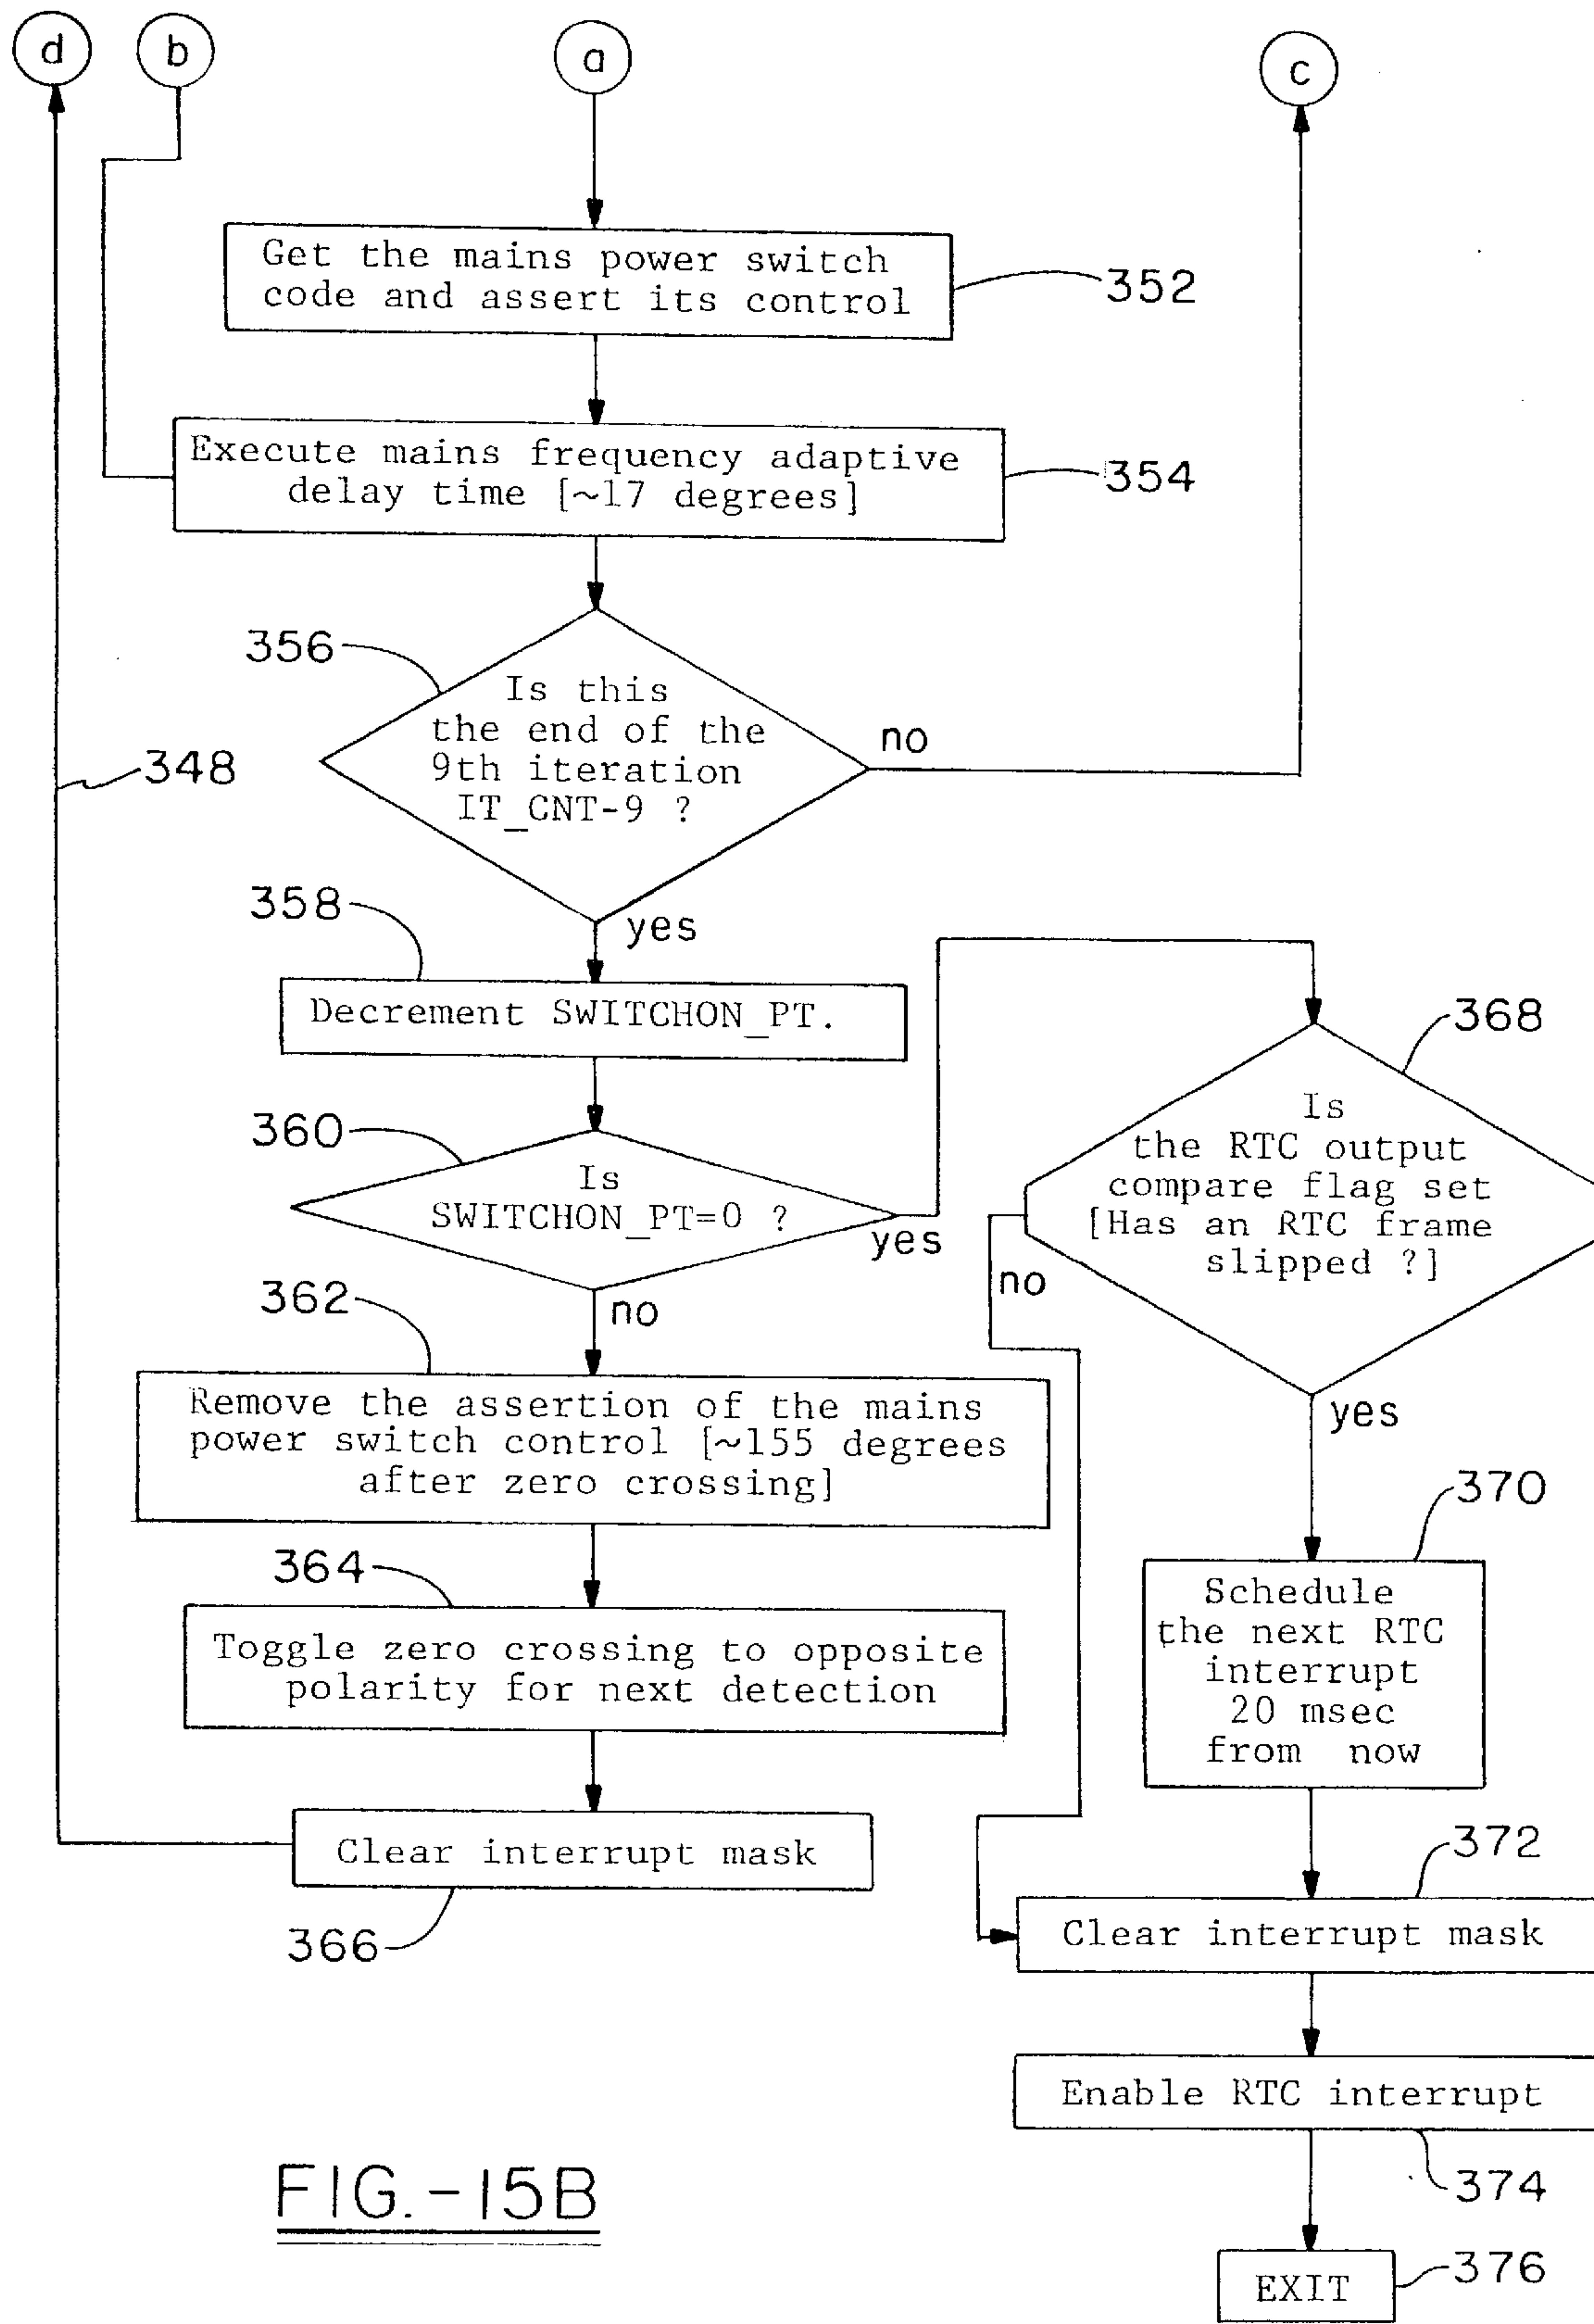 d
b
a
c
Get the mains power switch
code and assert its control
352
Execute mains frequency adaptive
delay time [~17 degrees]
354
356
Is this
the end of the
9th iteration
IT_CNT-9 ?
no
348
yes
358
Decrement SWITCHON_PT.
360
Is
SWITCHON_PT=0 ?
yes
no
368
Is
the RTC output
compare flag set
[Has an RTC frame
slipped ?]
no
yes
362
Remove the assertion of the mains
power switch control [~155 degrees
after zero crossing]
364
Toggle zero crossing to opposite
polarity for next detection
Clear interrupt mask
366
370
Schedule
the next RTC
interrupt
20 msec
from now
372
Clear interrupt mask
Enable RTC interrupt
374
EXIT
376
FIG.-15B